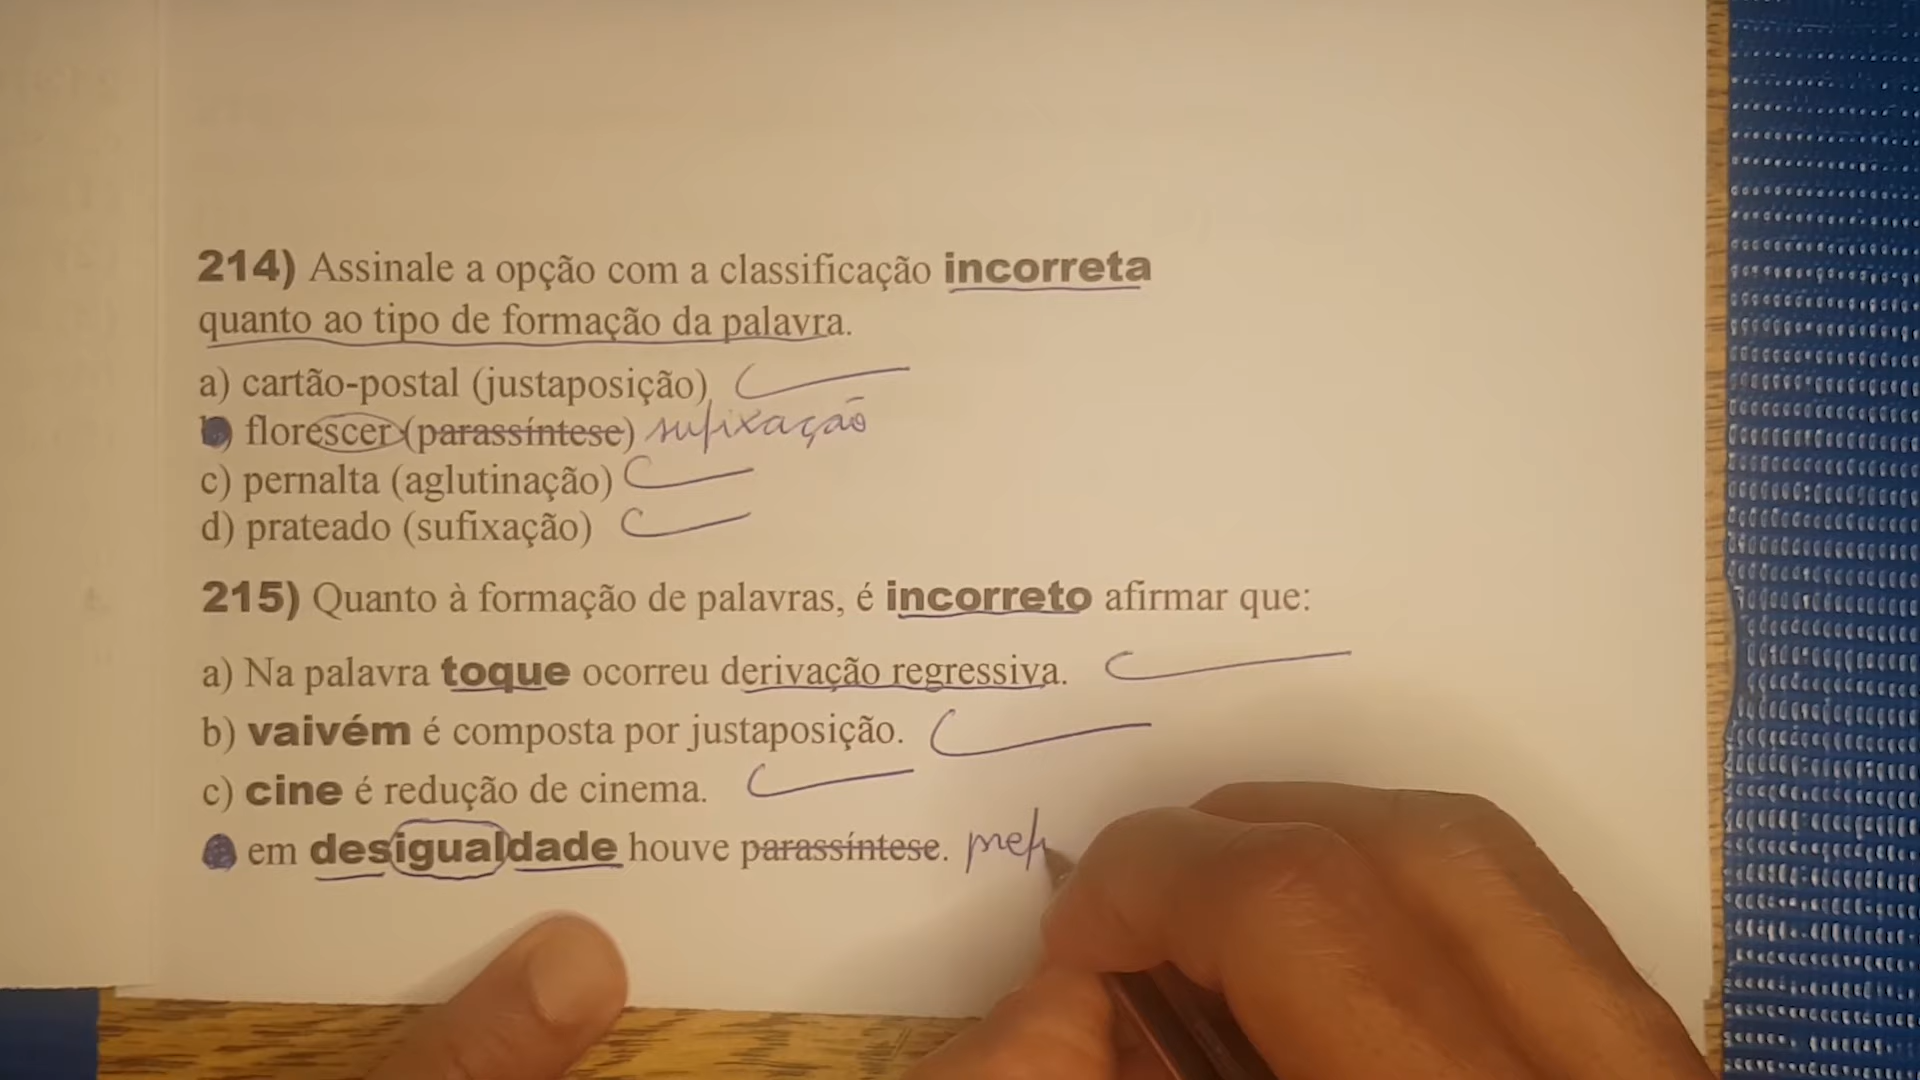 214) Assinale a opção com a classificação incorreta
quanto ao tipo de formação da palavra.
a) cartão-postal (justaposição)
b) florescer (parassíntese) sufixação
c) pernalta (aglutinação)
d) prateado (sufixação)
215) Quanto à formação de palavras, é incorreto afirmar que:
a) Na palavra toque ocorreu derivação regressiva.
b) vaivém é composta por justaposição.
c) cine é redução de cinema.
em desigualdade houve parassíntese. pref